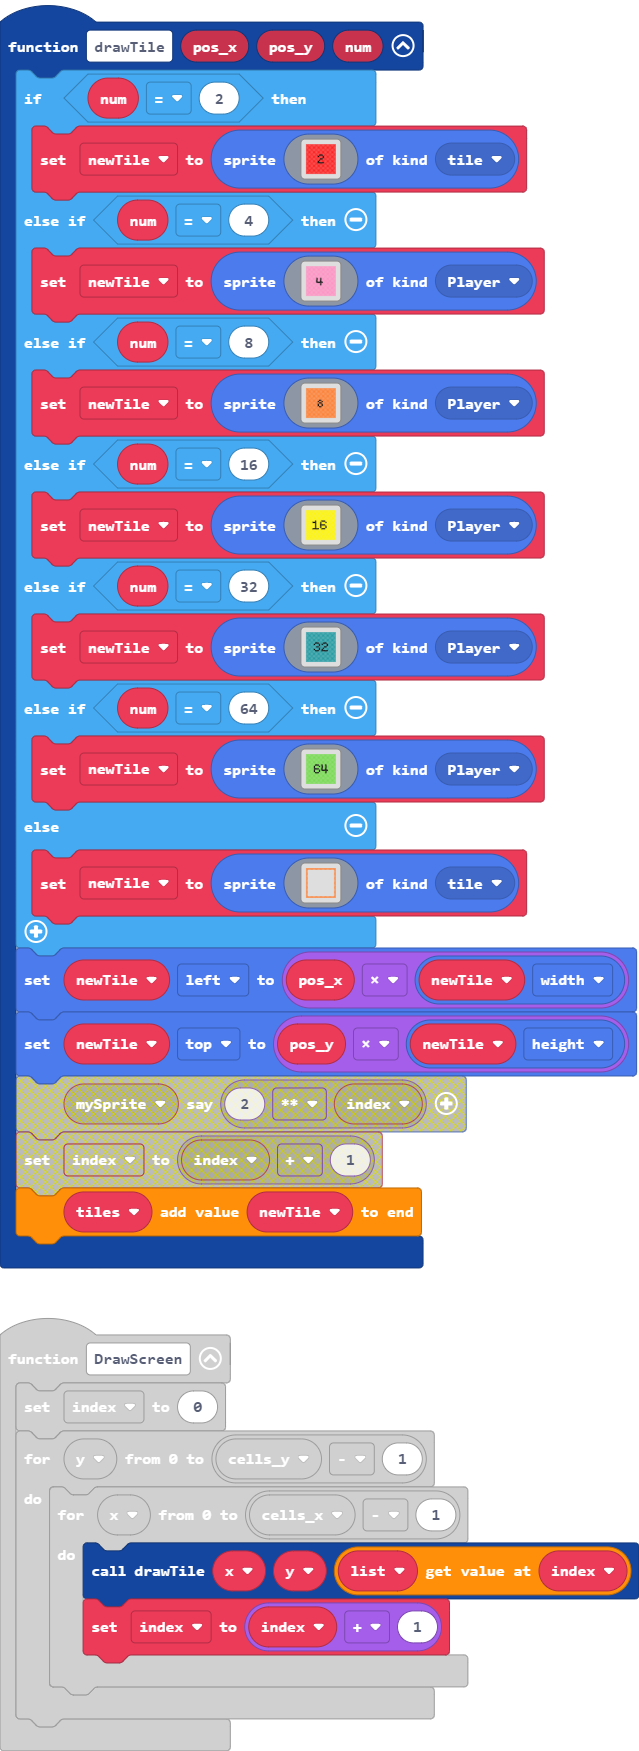 function drawTile pos_x pos_y num
if num = 2 then
set newTile to sprite 2 of kind tile
else if num = 4 then
set newTile to sprite 4 of kind Player
else if num = 8 then
set newTile to sprite 8 of kind Player
else if num = 16 then
set newTile to sprite 16 of kind Player
else if num = 32 then
set newTile to sprite 32 of kind Player
else if num = 64 then
set newTile to sprite 64 of kind Player
else
set newTile to sprite of kind tile
set newTile left to pos_x × newTile width
set newTile top to pos_y × newTile height
mySprite say 2 ** index
set index to index + 1
tiles add value newTile to end
function DrawScreen
set index to 0
for y from 0 to cells_y - 1
do
for x from 0 to cells_x - 1
do
call drawTile x y list get value at index
set index to index + 1